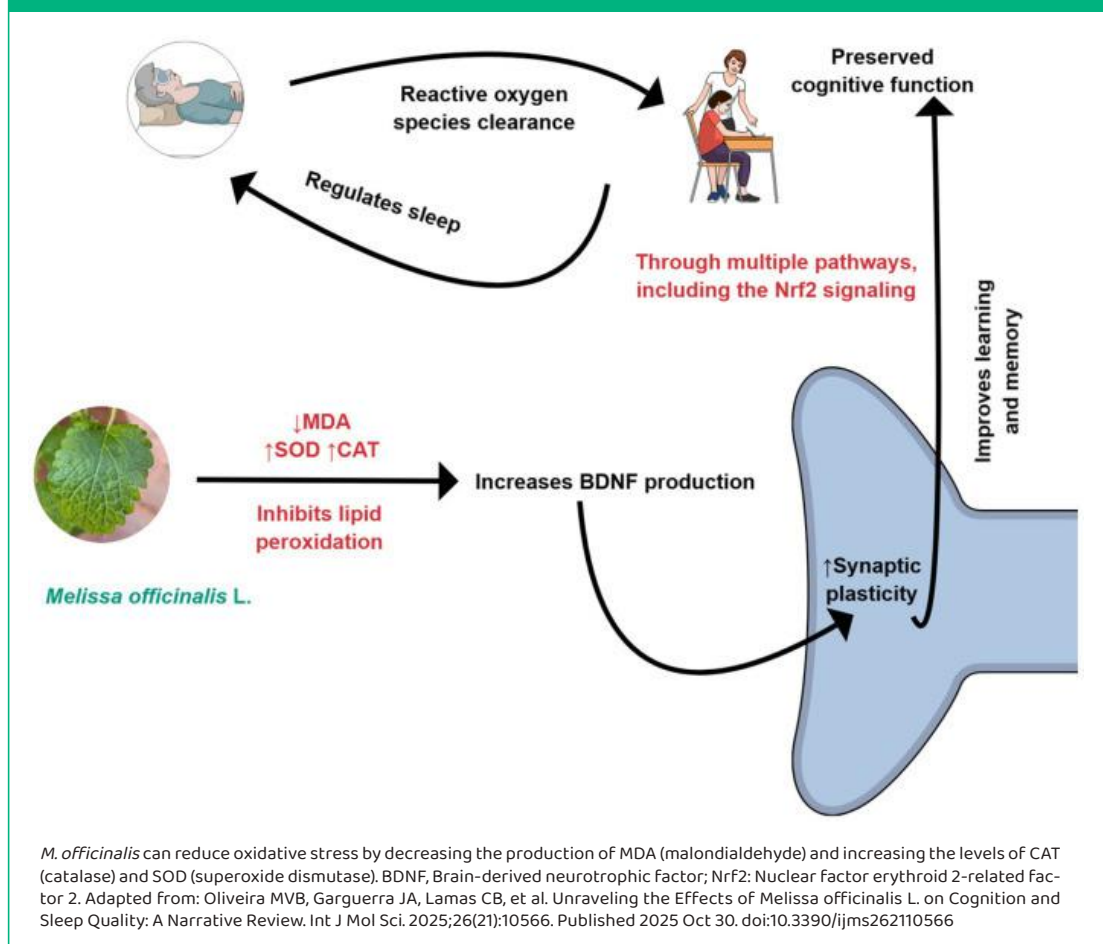 Preserved
cognitive function
Reactive oxygen
species clearance
Regulates sleep
Through multiple pathways,
including the Nrf2 signaling
Improves learning
and memory
↓MDA
↑SOD ↑CAT
Inhibits lipid
peroxidation
Increases BDNF production
↑Synaptic
plasticity
Melissa officinalis L.
M. officinalis can reduce oxidative stress by decreasing the production of MDA (malondialdehyde) and increasing the levels of CAT
(catalase) and SOD (superoxide dismutase). BDNF, Brain-derived neurotrophic factor; Nrf2: Nuclear factor erythroid 2-related fac-
tor 2. Adapted from: Oliveira MVB, Garguerra JA, Lamas CB, et al. Unraveling the Effects of Melissa officinalis L. on Cognition and
Sleep Quality: A Narrative Review. Int J Mol Sci. 2025;26(21):10566. Published 2025 Oct 30. doi:10.3390/ijms262110566